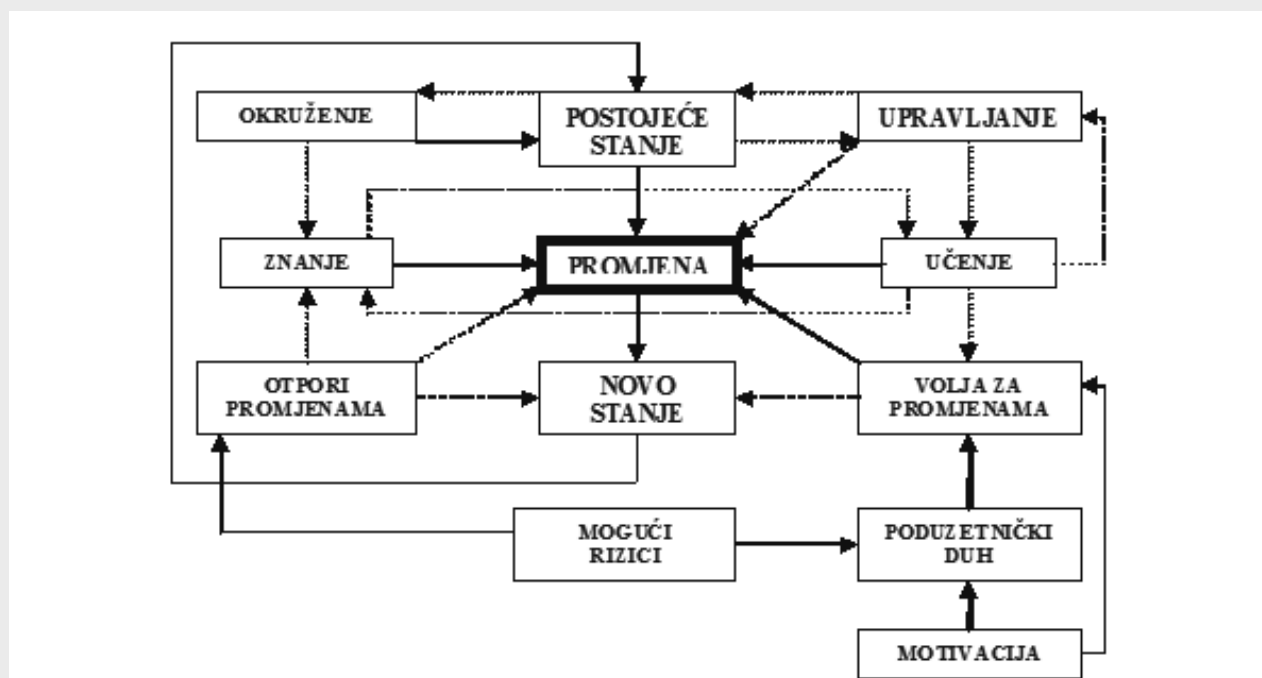 OKRUŽENJE
POSTOJEĆE
STANJE
UPRAVLJANJE
ZNANJE
PROMJENA
UČENJE
OTPORI
PROMJENAMA
NOVO
STANJE
VOLJA ZA
PROMJENAMA
MOGUĆI
RIZICI
PODUZETNIČKI
DUH
MOTIVACIJA